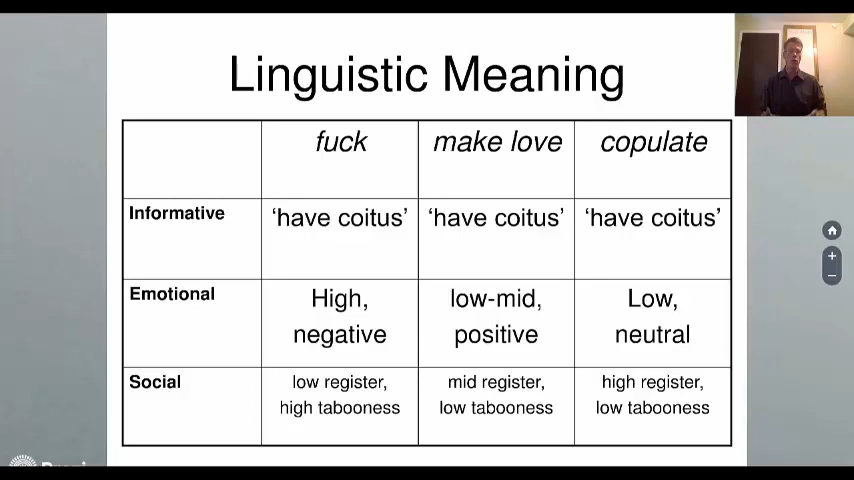 Linguistic Meaning
fuck make love copulate
Informative ‘have coitus’ ‘have coitus’ ‘have coitus’
Emotional High, low-mid, Low,
negative positive neutral
Social low register, mid register, high register,
high tabooness low tabooness low tabooness